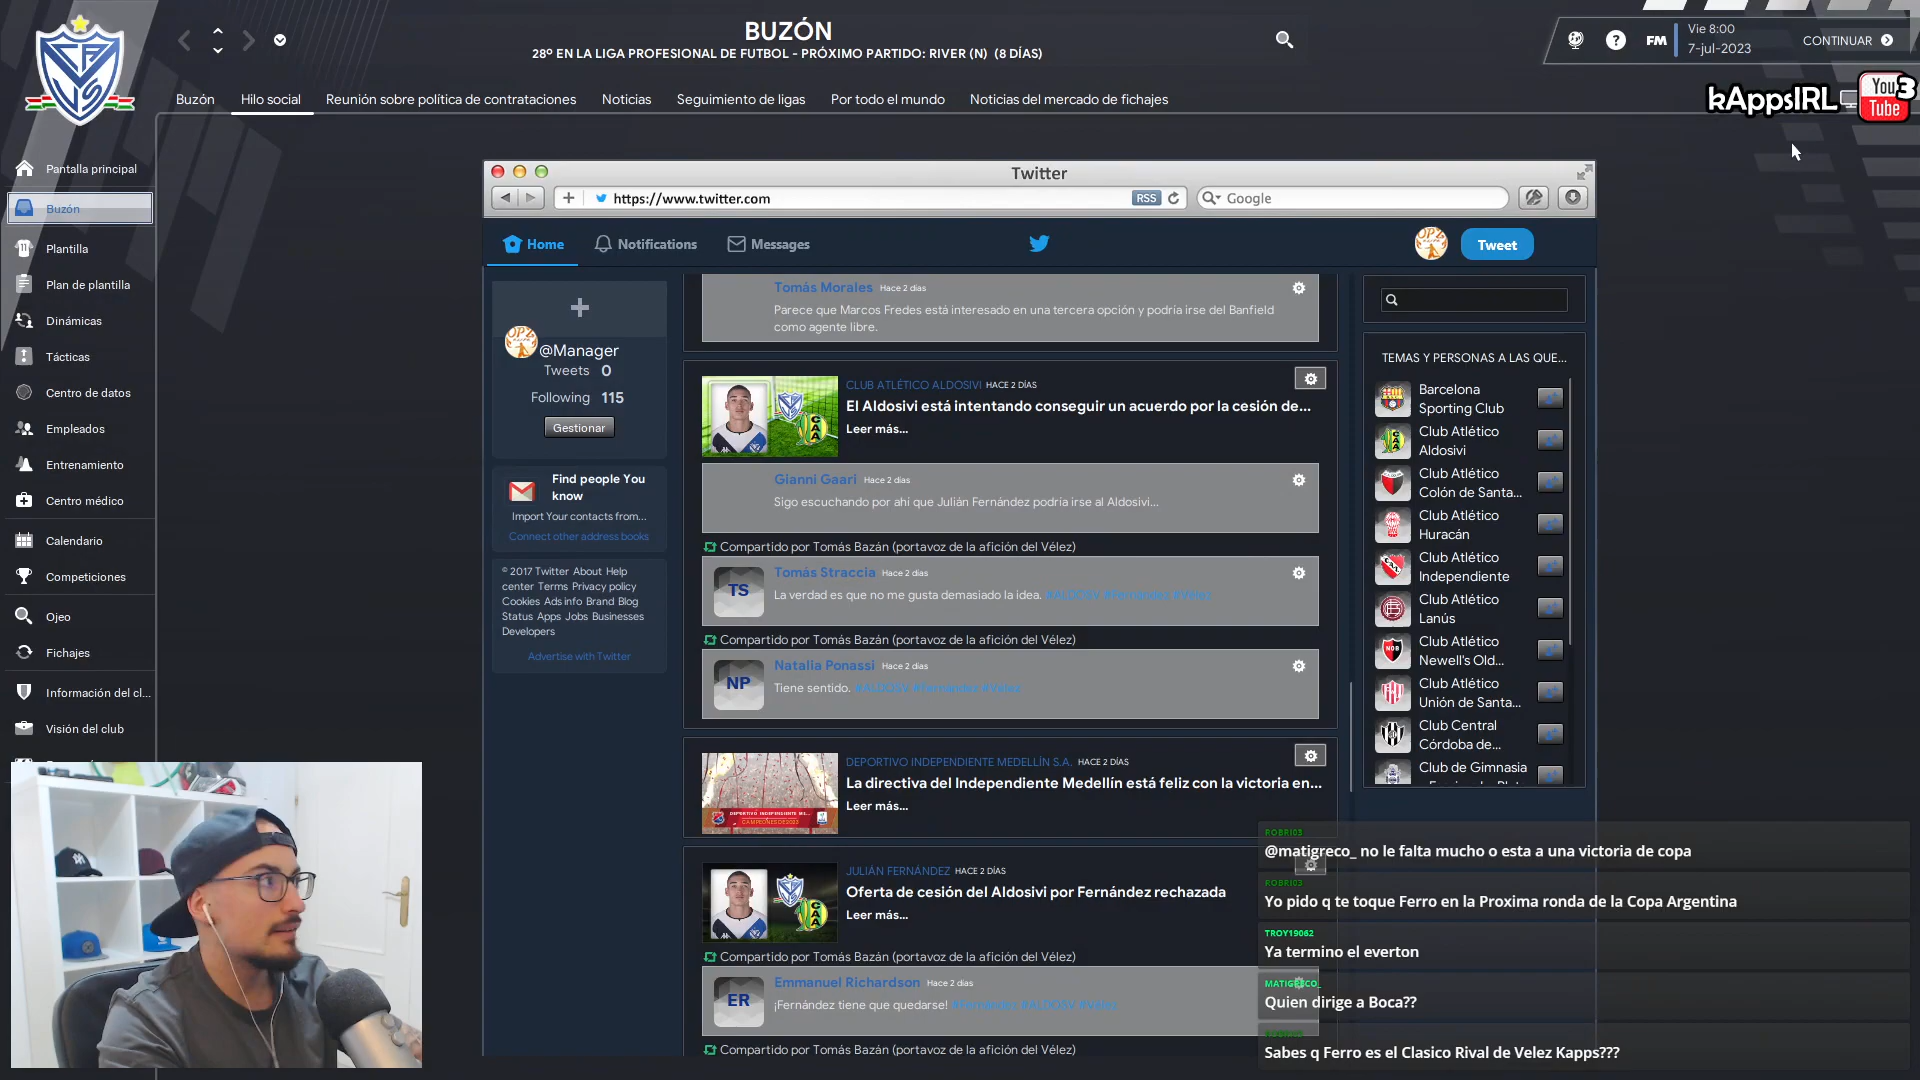 BUZÓN
28º EN LA LIGA PROFESIONAL DE FUTBOL - PRÓXIMO PARTIDO: RIVER (N) (8 DÍAS)
FM
Vie 8:00
7-jul-2023
CONTINUAR
Buzón
Hilo social
Reunión sobre política de contrataciones
Noticias
Seguimiento de ligas
Por todo el mundo
Noticias del mercado de fichajes
kAppsIRL
You3
Tube
Pantalla principal
Buzón
Plantilla
Plan de plantilla
Dinámicas
Tácticas
Centro de datos
Empleados
Entrenamiento
Centro médico
Calendario
Competiciones
Ojeo
Fichajes
Información del cl...
Visión del club
Twitter
https://www.twitter.com
RSS
Google
Home
Notifications
Messages
Tweet
@Manager
Tweets 0
Following 115
Gestionar
Find people You
know
Import Your contacts from...
Connect other address books
© 2017 Twitter About Help
center Terms Privacy policy
Cookies Ads info Brand Blog
Status Apps Jobs Businesses
Developers
Advertise with Twitter
Tomás Morales Hace 2 días
Parece que Marcos Fredes está interesado en una tercera opción y podría irse del Banfield
como agente libre.
CLUB ATLÉTICO ALDOSIVI HACE 2 DÍAS
El Aldosivi está intentando conseguir un acuerdo por la cesión de...
Leer más...
Gianni Gaari Hace 2 días
Sigo escuchando por ahí que Julián Fernández podría irse al Aldosivi...
Compartido por Tomás Bazán (portavoz de la afición del Vélez)
TS
Tomás Straccia Hace 2 días
La verdad es que no me gusta demasiado la idea. #ALDOSV #Fernández #Vélez
Compartido por Tomás Bazán (portavoz de la afición del Vélez)
NP
Natalia Ponassi Hace 2 días
Tiene sentido. #ALDOSV #Fernández #Vélez
DEPORTIVO INDEPENDIENTE MEDELLÍN S.A. HACE 2 DÍAS
La directiva del Independiente Medellín está feliz con la victoria en...
Leer más...
JULIÁN FERNÁNDEZ HACE 2 DÍAS
Oferta de cesión del Aldosivi por Fernández rechazada
Leer más...
Compartido por Tomás Bazán (portavoz de la afición del Vélez)
ER
Emmanuel Richardson Hace 2 días
¡Fernández tiene que quedarse! #Fernández #ALDOSV #Vélez
Compartido por Tomás Bazán (portavoz de la afición del Vélez)
TEMAS Y PERSONAS A LAS QUE...
Barcelona
Sporting Club
Club Atlético
Aldosivi
Club Atlético
Colón de Santa...
Club Atlético
Huracán
Club Atlético
Independiente
Club Atlético
Lanús
Club Atlético
Newell's Old...
Club Atlético
Unión de Santa...
Club Central
Córdoba de...
Club de Gimnasia
ROBRI03
@matigreco_ no le falta mucho o esta a una victoria de copa
ROBRI03
Yo pido q te toque Ferro en la Proxima ronda de la Copa Argentina
TROY19062
Ya termino el everton
MATIGRECO_
Quien dirige a Boca??
Sabes q Ferro es el Clasico Rival de Velez Kapps???